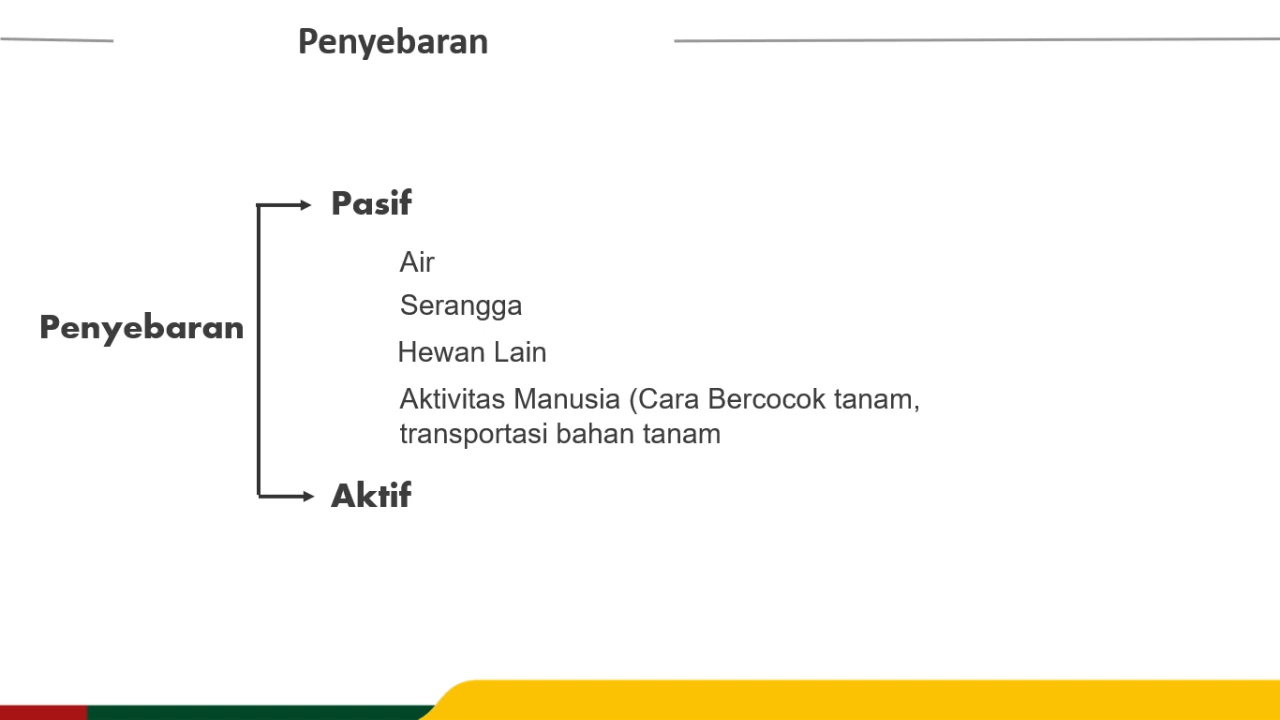 Penyebaran
Pasif
Air
Serangga
Penyebaran
Hewan Lain
Aktivitas Manusia (Cara Bercocok tanam,
transportasi bahan tanam
Aktif